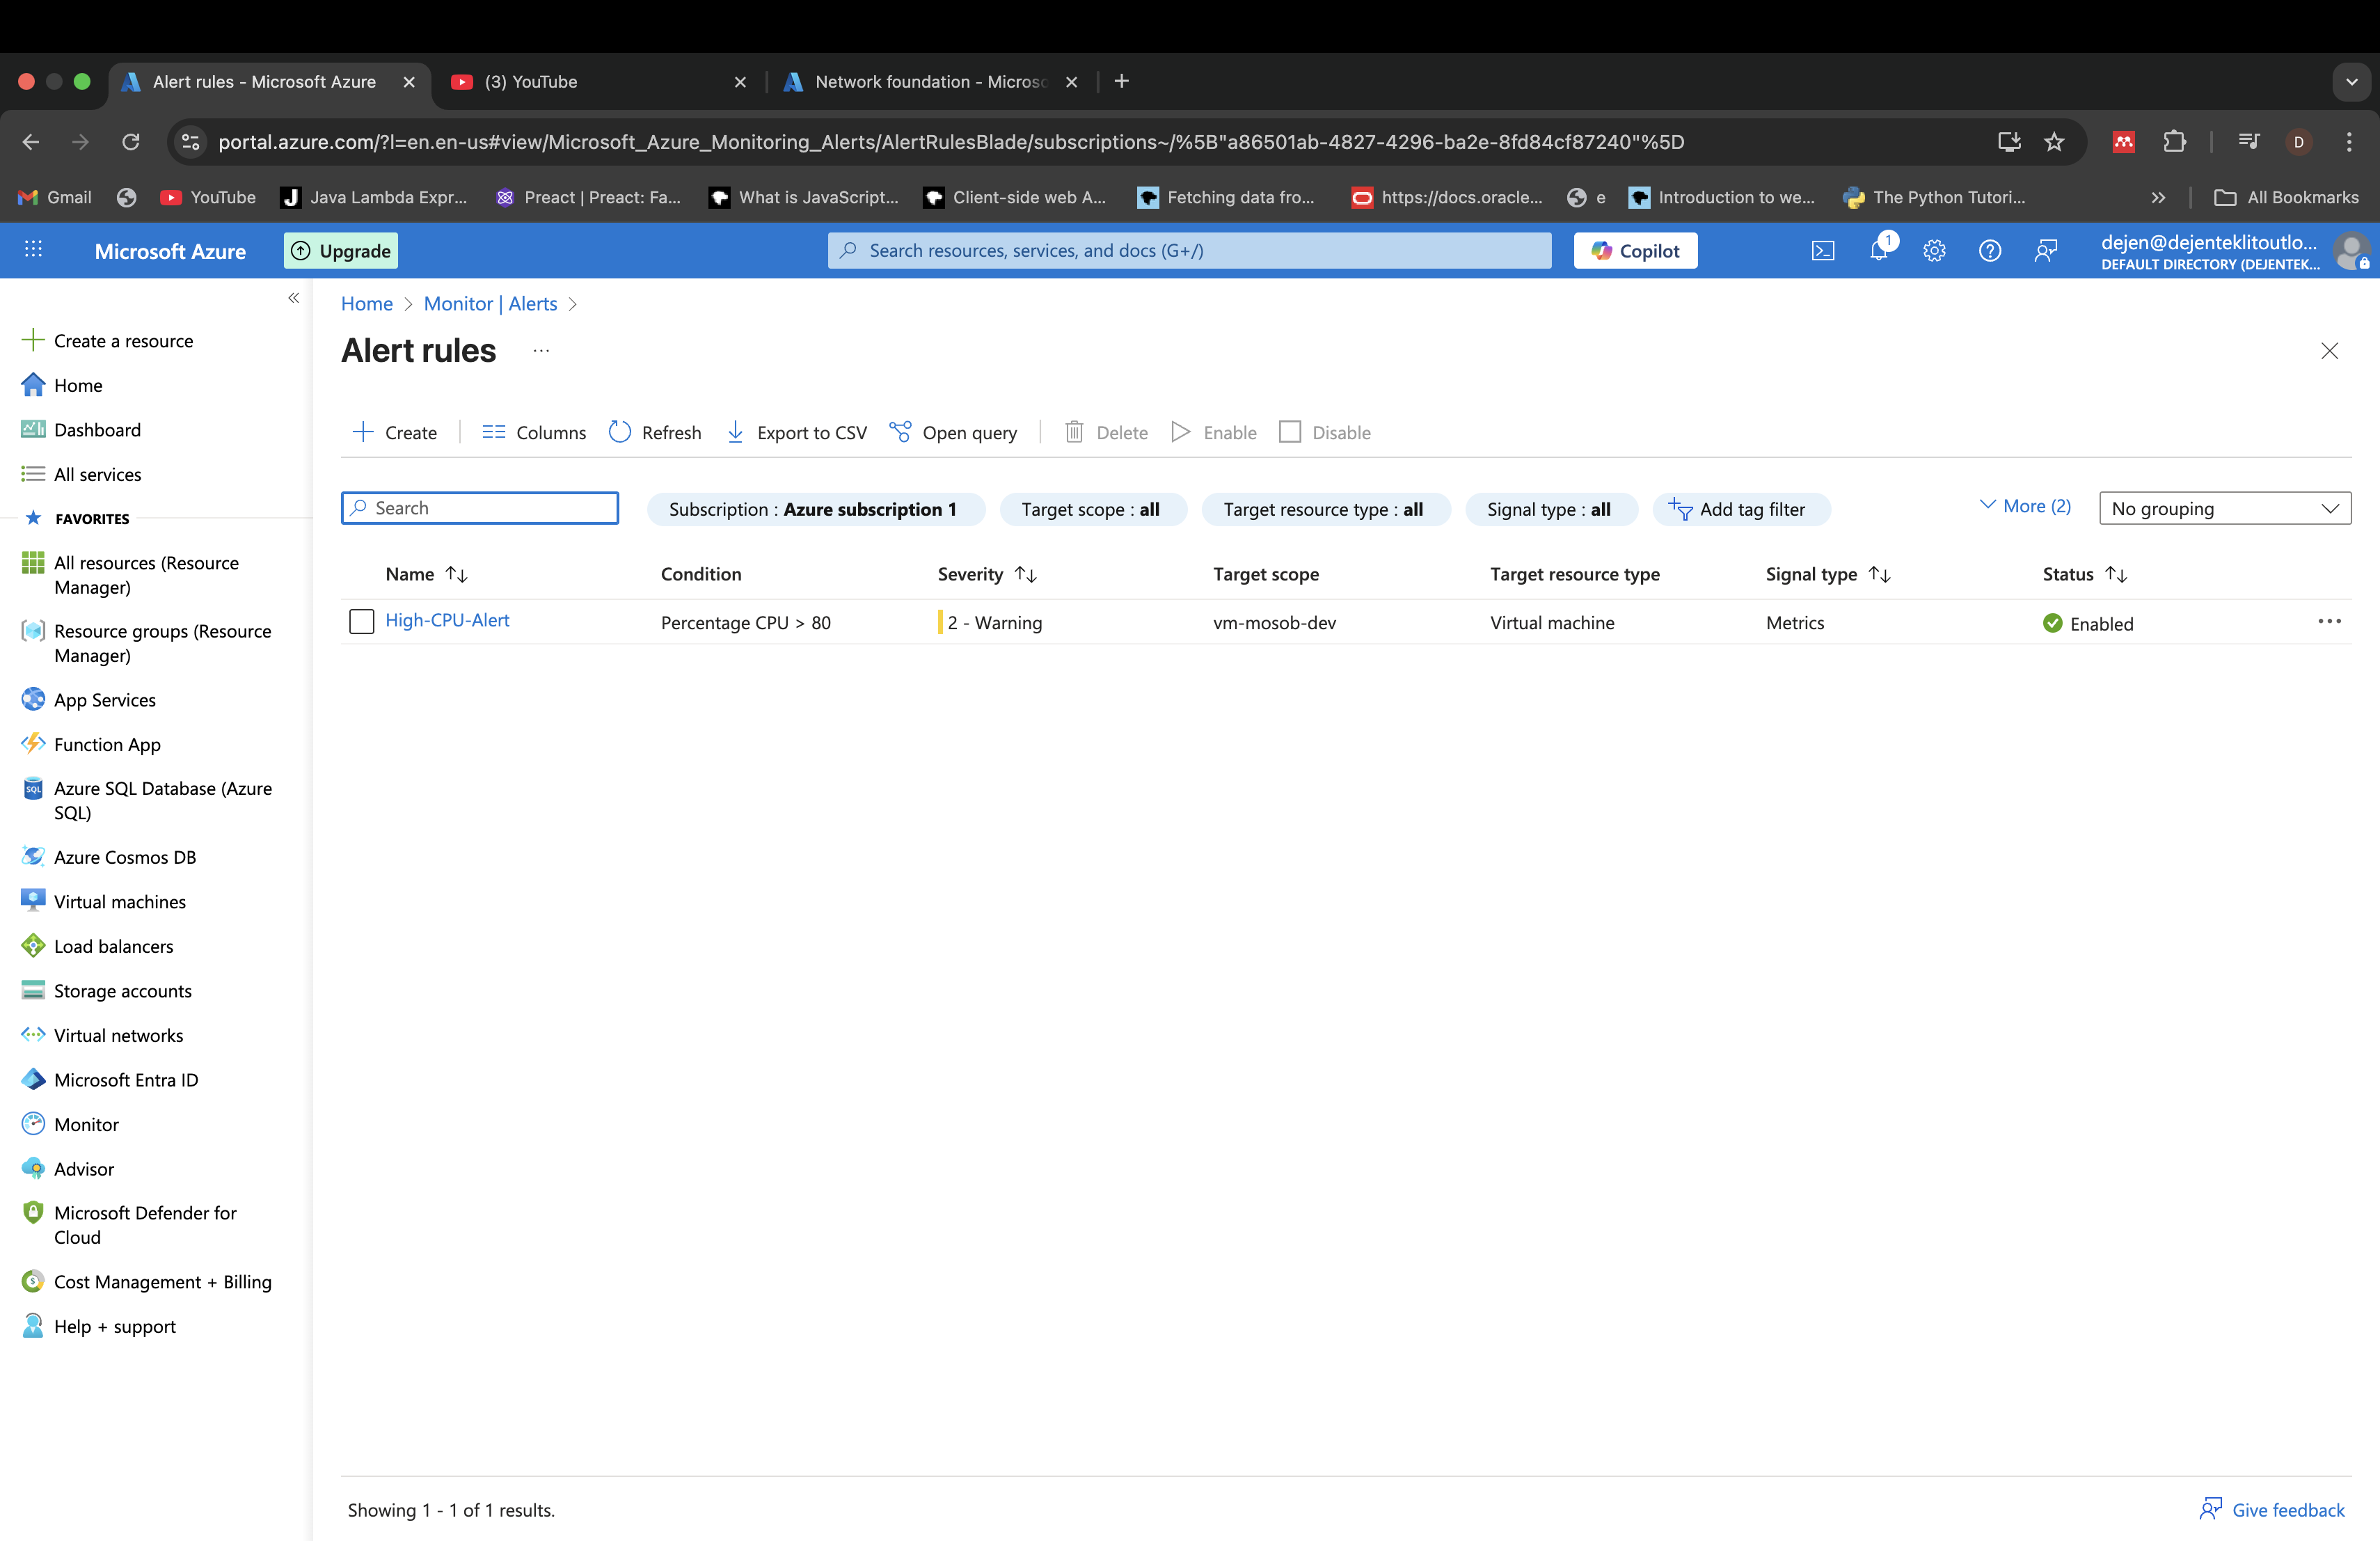 Alert rules - Microsoft Azure
(3) YouTube
Network foundation - Micros
portal.azure.com/?l=en.en-us#view/Microsoft_Azure_Monitoring_Alerts/AlertRulesBlade/subscriptions~/%5B"a86501ab-4827-4296-ba2e-8fd84cf87240"%5D
D
Gmail
YouTube
Java Lambda Expr...
Preact | Preact: Fa...
What is JavaScript...
Client-side web A...
Fetching data fro...
https://docs.oracle...
e
Introduction to we...
The Python Tutori...
All Bookmarks
Microsoft Azure
Upgrade
Search resources, services, and docs (G+/)
Copilot
1
dejen@dejenteklitoutlo...
DEFAULT DIRECTORY (DEJENTEK...
Create a resource
Home
Dashboard
All services
FAVORITES
All resources (Resource
Manager)
Resource groups (Resource
Manager)
App Services
Function App
Azure SQL Database (Azure
SQL)
Azure Cosmos DB
Virtual machines
Load balancers
Storage accounts
Virtual networks
Microsoft Entra ID
Monitor
Advisor
Microsoft Defender for
Cloud
Cost Management + Billing
Help + support
Home > Monitor | Alerts >
Alert rules ...
Create
Columns
Refresh
Export to CSV
Open query
Delete
Enable
Disable
Search
Subscription : Azure subscription 1
Target scope : all
Target resource type : all
Signal type : all
Add tag filter
More (2)
No grouping
Name Condition Severity Target scope Target resource type Signal type Status
High-CPU-Alert Percentage CPU > 80 2 - Warning vm-mosob-dev Virtual machine Metrics Enabled
Showing 1 - 1 of 1 results.
Give feedback